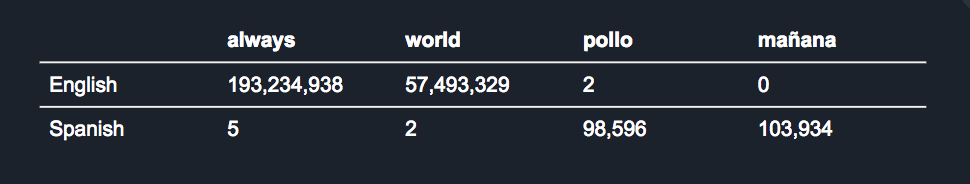 always world pollo mañana
English 193,234,938 57,493,329 2 0
Spanish 5 2 98,596 103,934